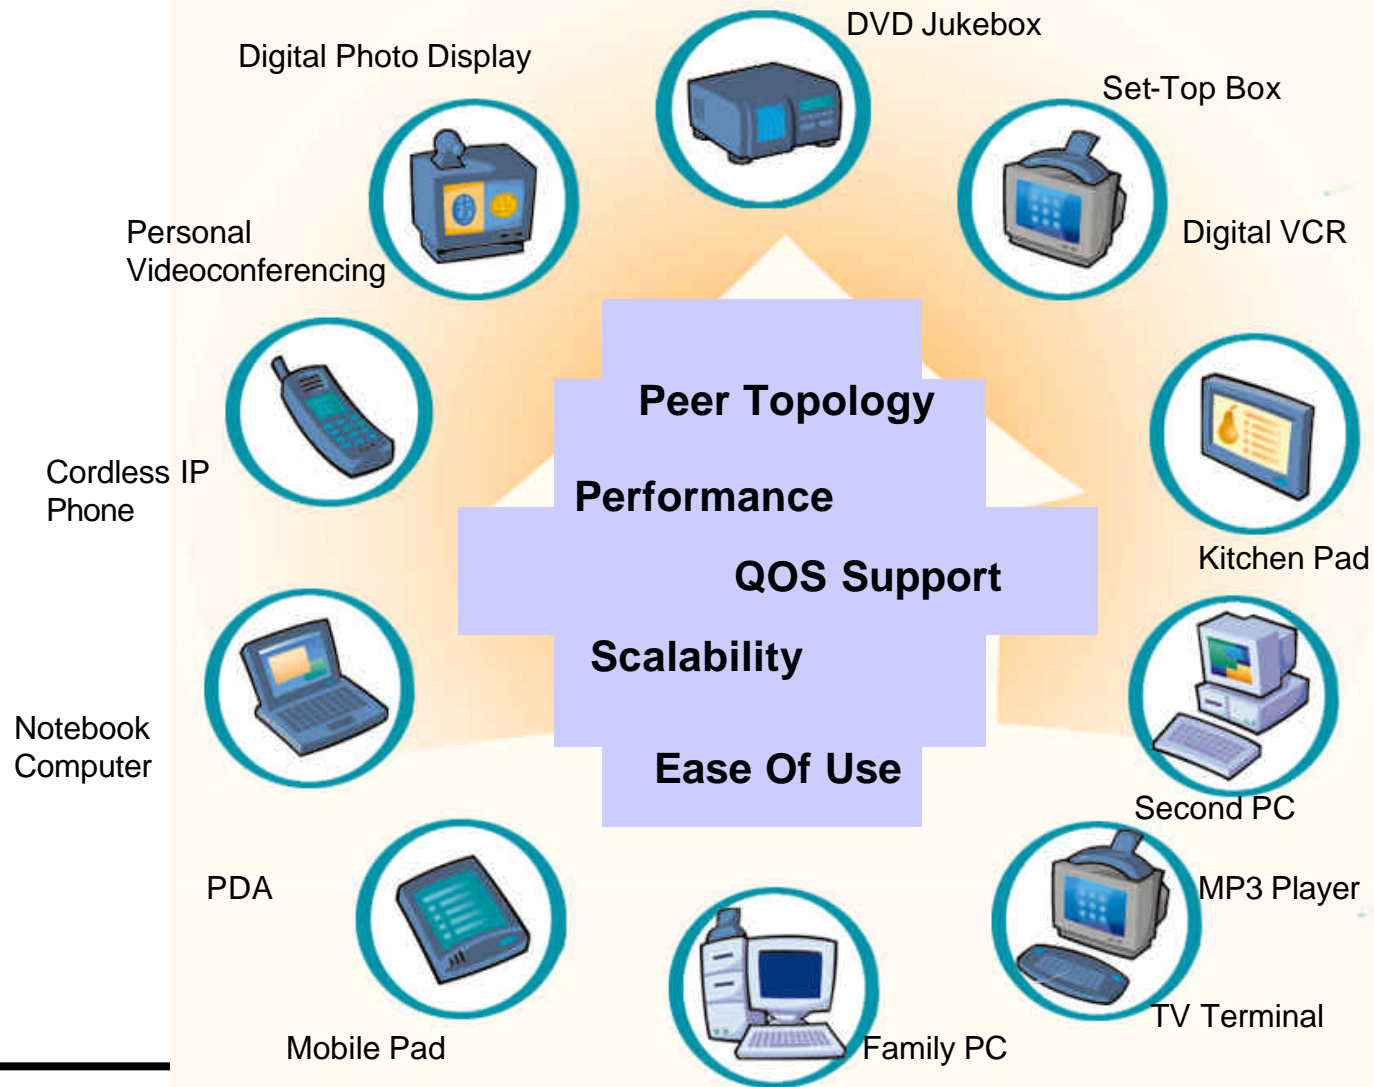 DVD Jukebox
Digital Photo Display
Set-Top Box
Personal
Videoconferencing
Digital VCR
Peer Topology
Cordless IP
Phone
Performance
Kitchen Pad
QOS Support
Scalability
Notebook
Computer
Ease Of Use
Second PC
PDA
MP3 Player
TV Terminal
Mobile Pad
Family PC